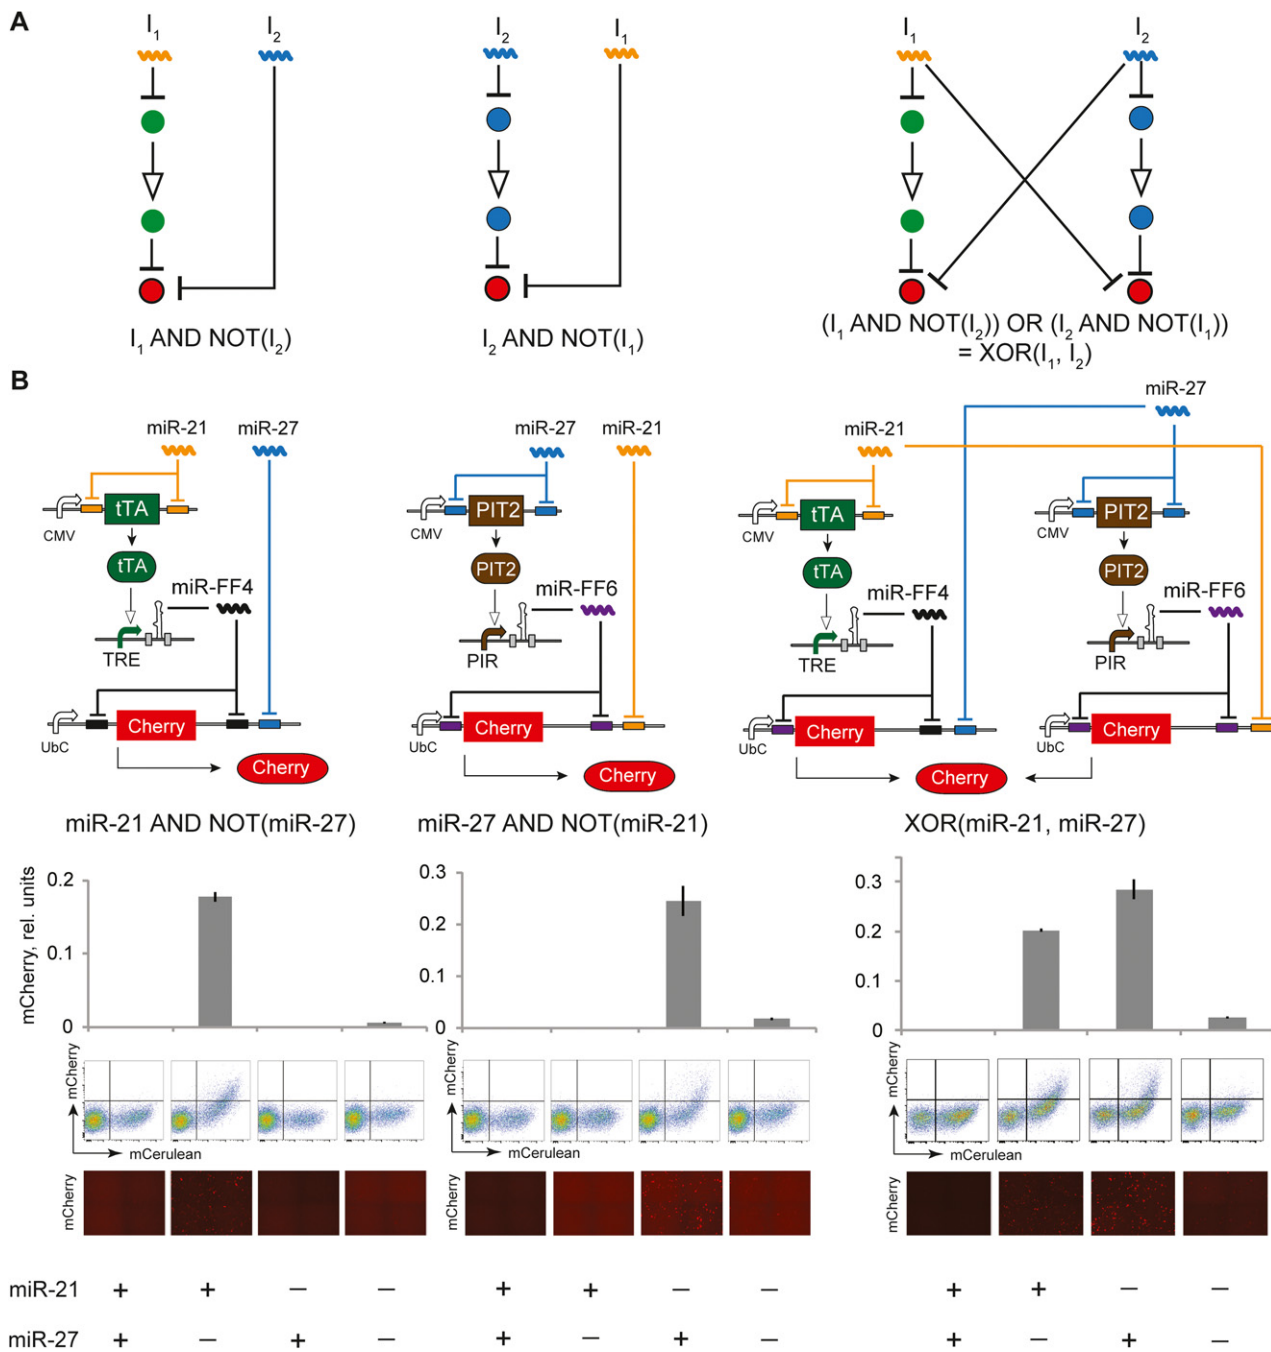 A
I₁ I₂ I₂ I₁ I₁ I₂
I₁ AND NOT(I₂)
I₂ AND NOT(I₁)
(I₁ AND NOT(I₂)) OR (I₂ AND NOT(I₁))
= XOR(I₁, I₂)
B
miR-21 miR-27
CMV
tTA
tTA
miR-FF4
TRE
UbC
Cherry
Cherry
miR-21 AND NOT(miR-27)
miR-27 miR-21
CMV
PIT2
PIT2
miR-FF6
PIR
UbC
Cherry
Cherry
miR-27 AND NOT(miR-21)
miR-27
miR-21
CMV
tTA
CMV
PIT2
tTA
PIT2
miR-FF4
miR-FF6
TRE
PIR
UbC
Cherry
UbC
Cherry
Cherry
XOR(miR-21, miR-27)
mCherry, rel. units
0.2
0.1
0
0.3
0.2
0.1
0
0.3
0.2
0.1
0
mCherry
mCerulean
mCherry
mCerulean
mCherry
mCerulean
mCherry
mCherry
mCherry
miR-21 + + − − + + − − + + − −
miR-27 + − + − + − + − + − + −